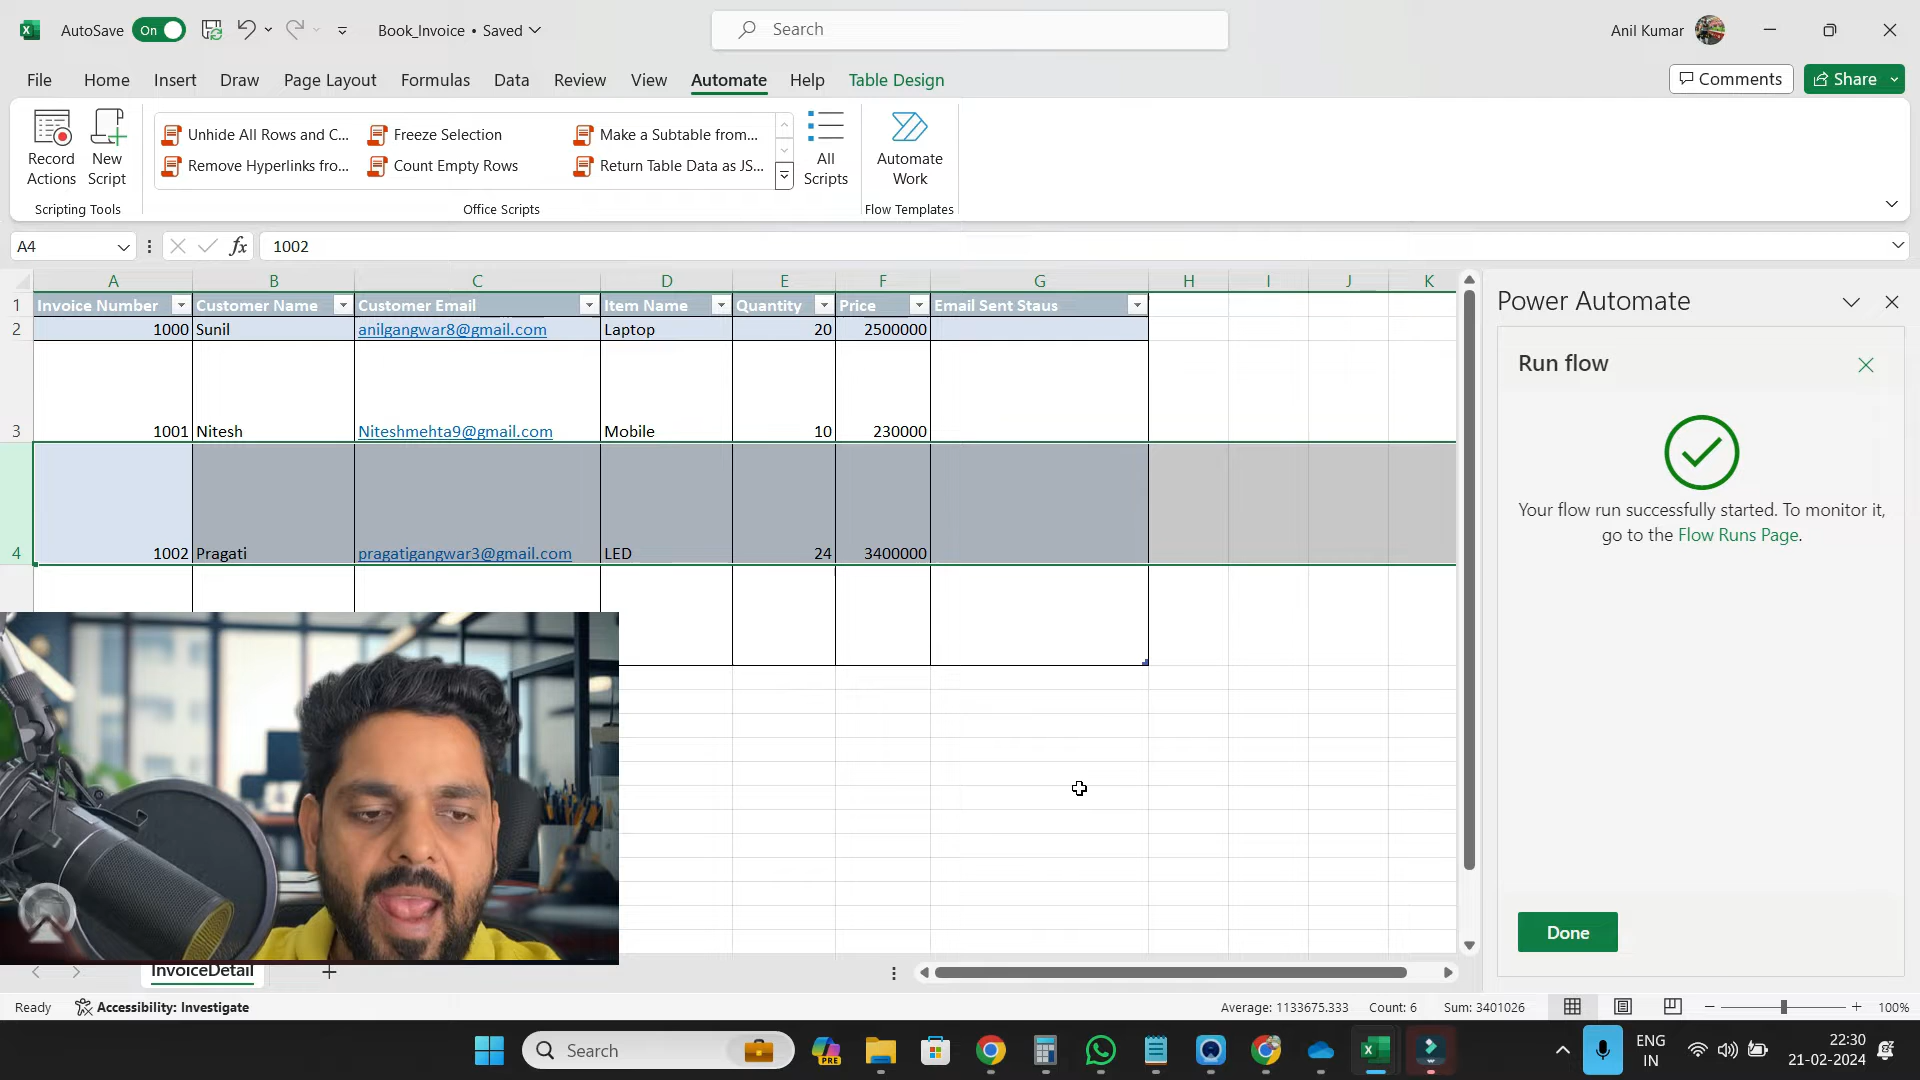 AutoSave On Book_Invoice • Saved Search Anil Kumar
File Home Insert Draw Page Layout Formulas Data Review View Automate Help Table Design Comments Share
Unhide All Rows and C... Freeze Selection Make a Subtable from...
Record Actions New Script Remove Hyperlinks fro... Count Empty Rows Return Table Data as JS... All Scripts Automate Work
Scripting Tools Office Scripts Flow Templates
A4 fx 1002
A B C D E F G H I J K
1 Invoice Number Customer Name Customer Email Item Name Quantity Price Email Sent Staus
2 1000 Sunil anilgangwar8@gmail.com Laptop 20 2500000
3 1001 Nitesh Niteshmehta9@gmail.com Mobile 10 230000
4 1002 Pragati pragatigangwar3@gmail.com LED 24 3400000
Power Automate
Run flow
Your flow run successfully started. To monitor it,
go to the Flow Runs Page.
Done
InvoiceDetail
Ready Accessibility: Investigate Average: 1133675.333 Count: 6 Sum: 3401026 100%
Search PRE ENG IN 22:30
21-02-2024